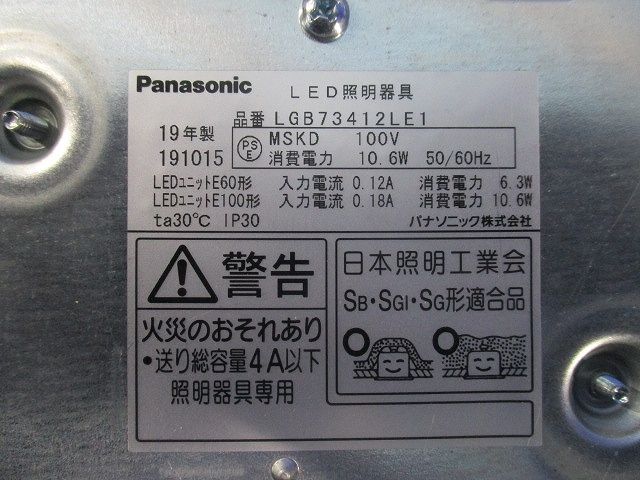 Panasonic LED照明器具
品番 LGB73412LE1
19年製 PSE MSKD 100V
191015 消費電力 10.6W 50/60Hz
LEDユニットE60形 入力電流 0.12A 消費電力 6.3W
LEDユニットE100形 入力電流 0.18A 消費電力 10.6W
ta30℃ IP30 パナソニック株式会社
警告
火災のおそれあり
・送り総容量4A以下
照明器具専用
日本照明工業会
SB・SGI・SG形適合品